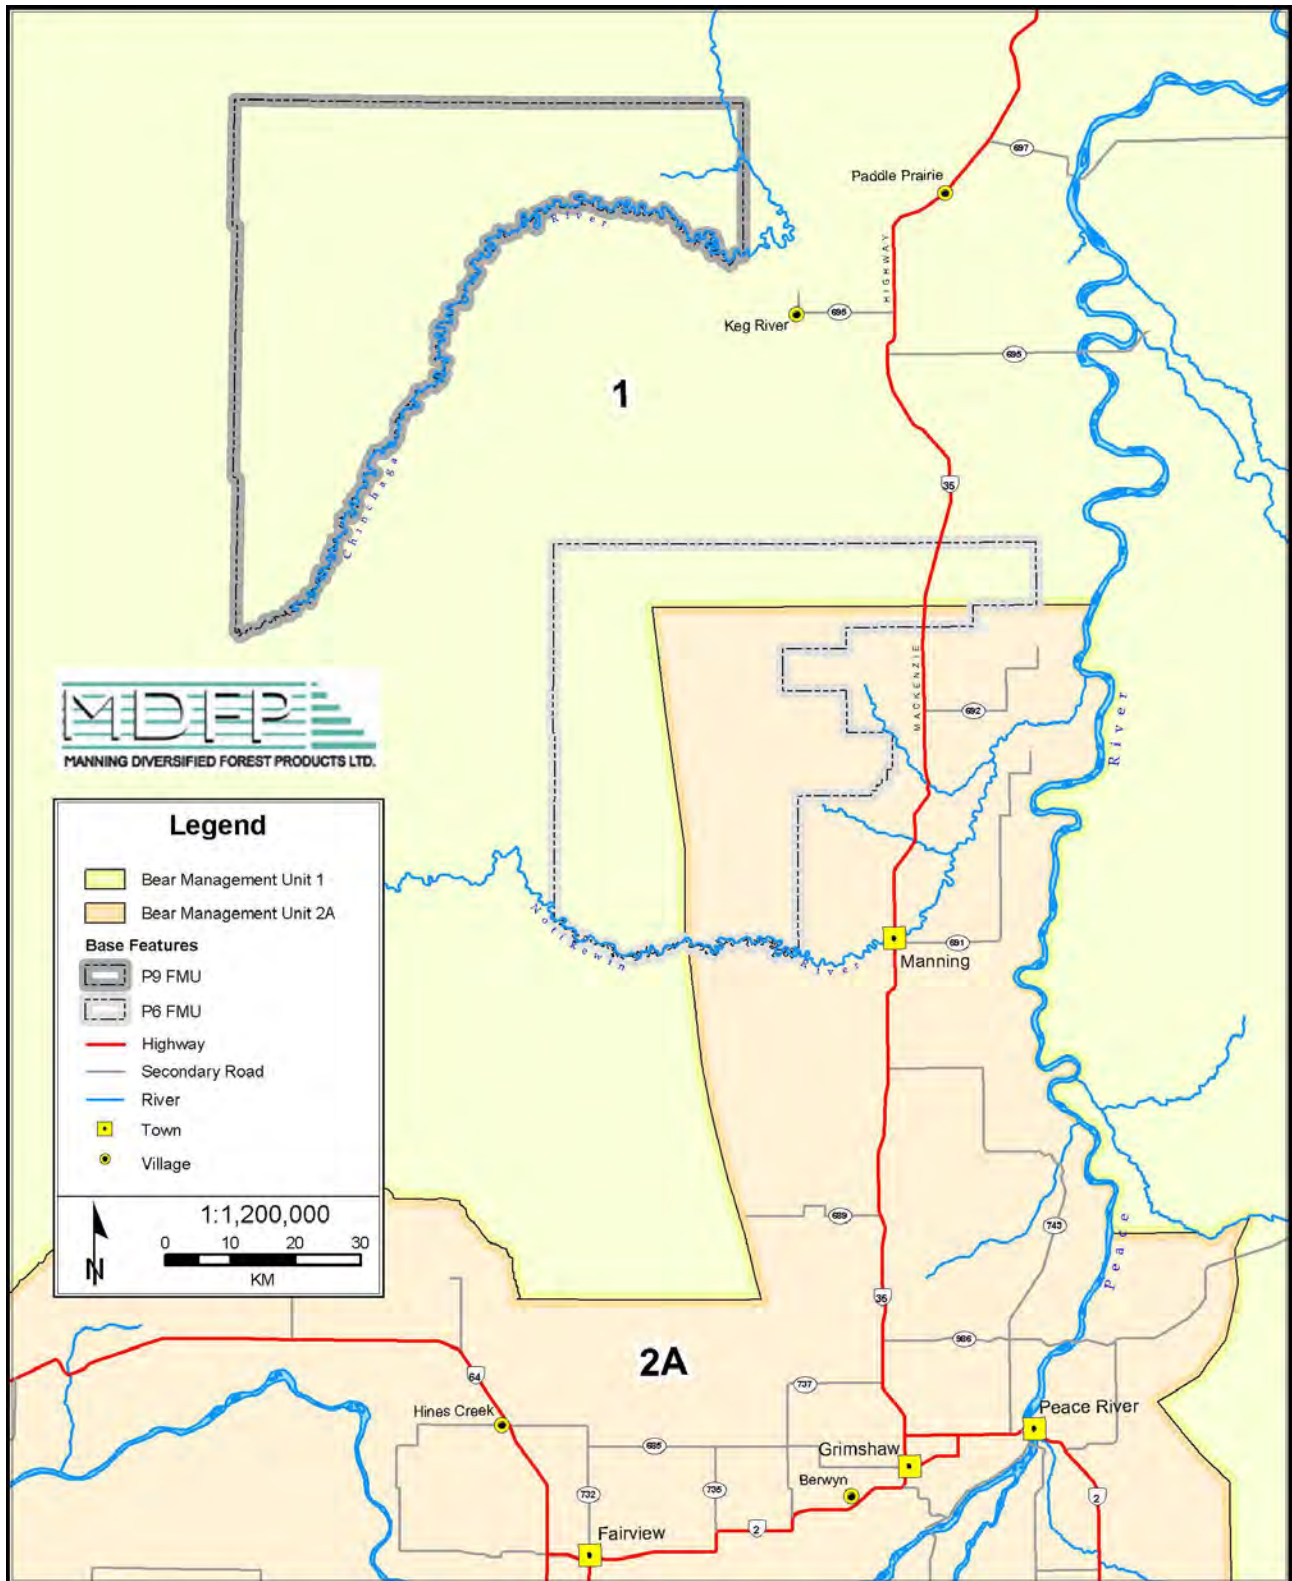 697
Paddle Prairie
River
HIGHWAY
Keg River
695
695
1
Chinchaga
35
MACKENZIE
692
River
MDFP
MANNING DIVERSIFIED FOREST PRODUCTS LTD.
Legend
Bear Management Unit 1
Bear Management Unit 2A
Base Features
P9 FMU
P6 FMU
Highway
Secondary Road
River
Town
Village
1:1,200,000
0 10 20 30
KM
N
Notikewin
River
691
Manning
689
743
Peace
35
986
2A
64
737
Hines Creek
Peace River
685
Grimshaw
Berwyn
732
735
2
2
Fairview